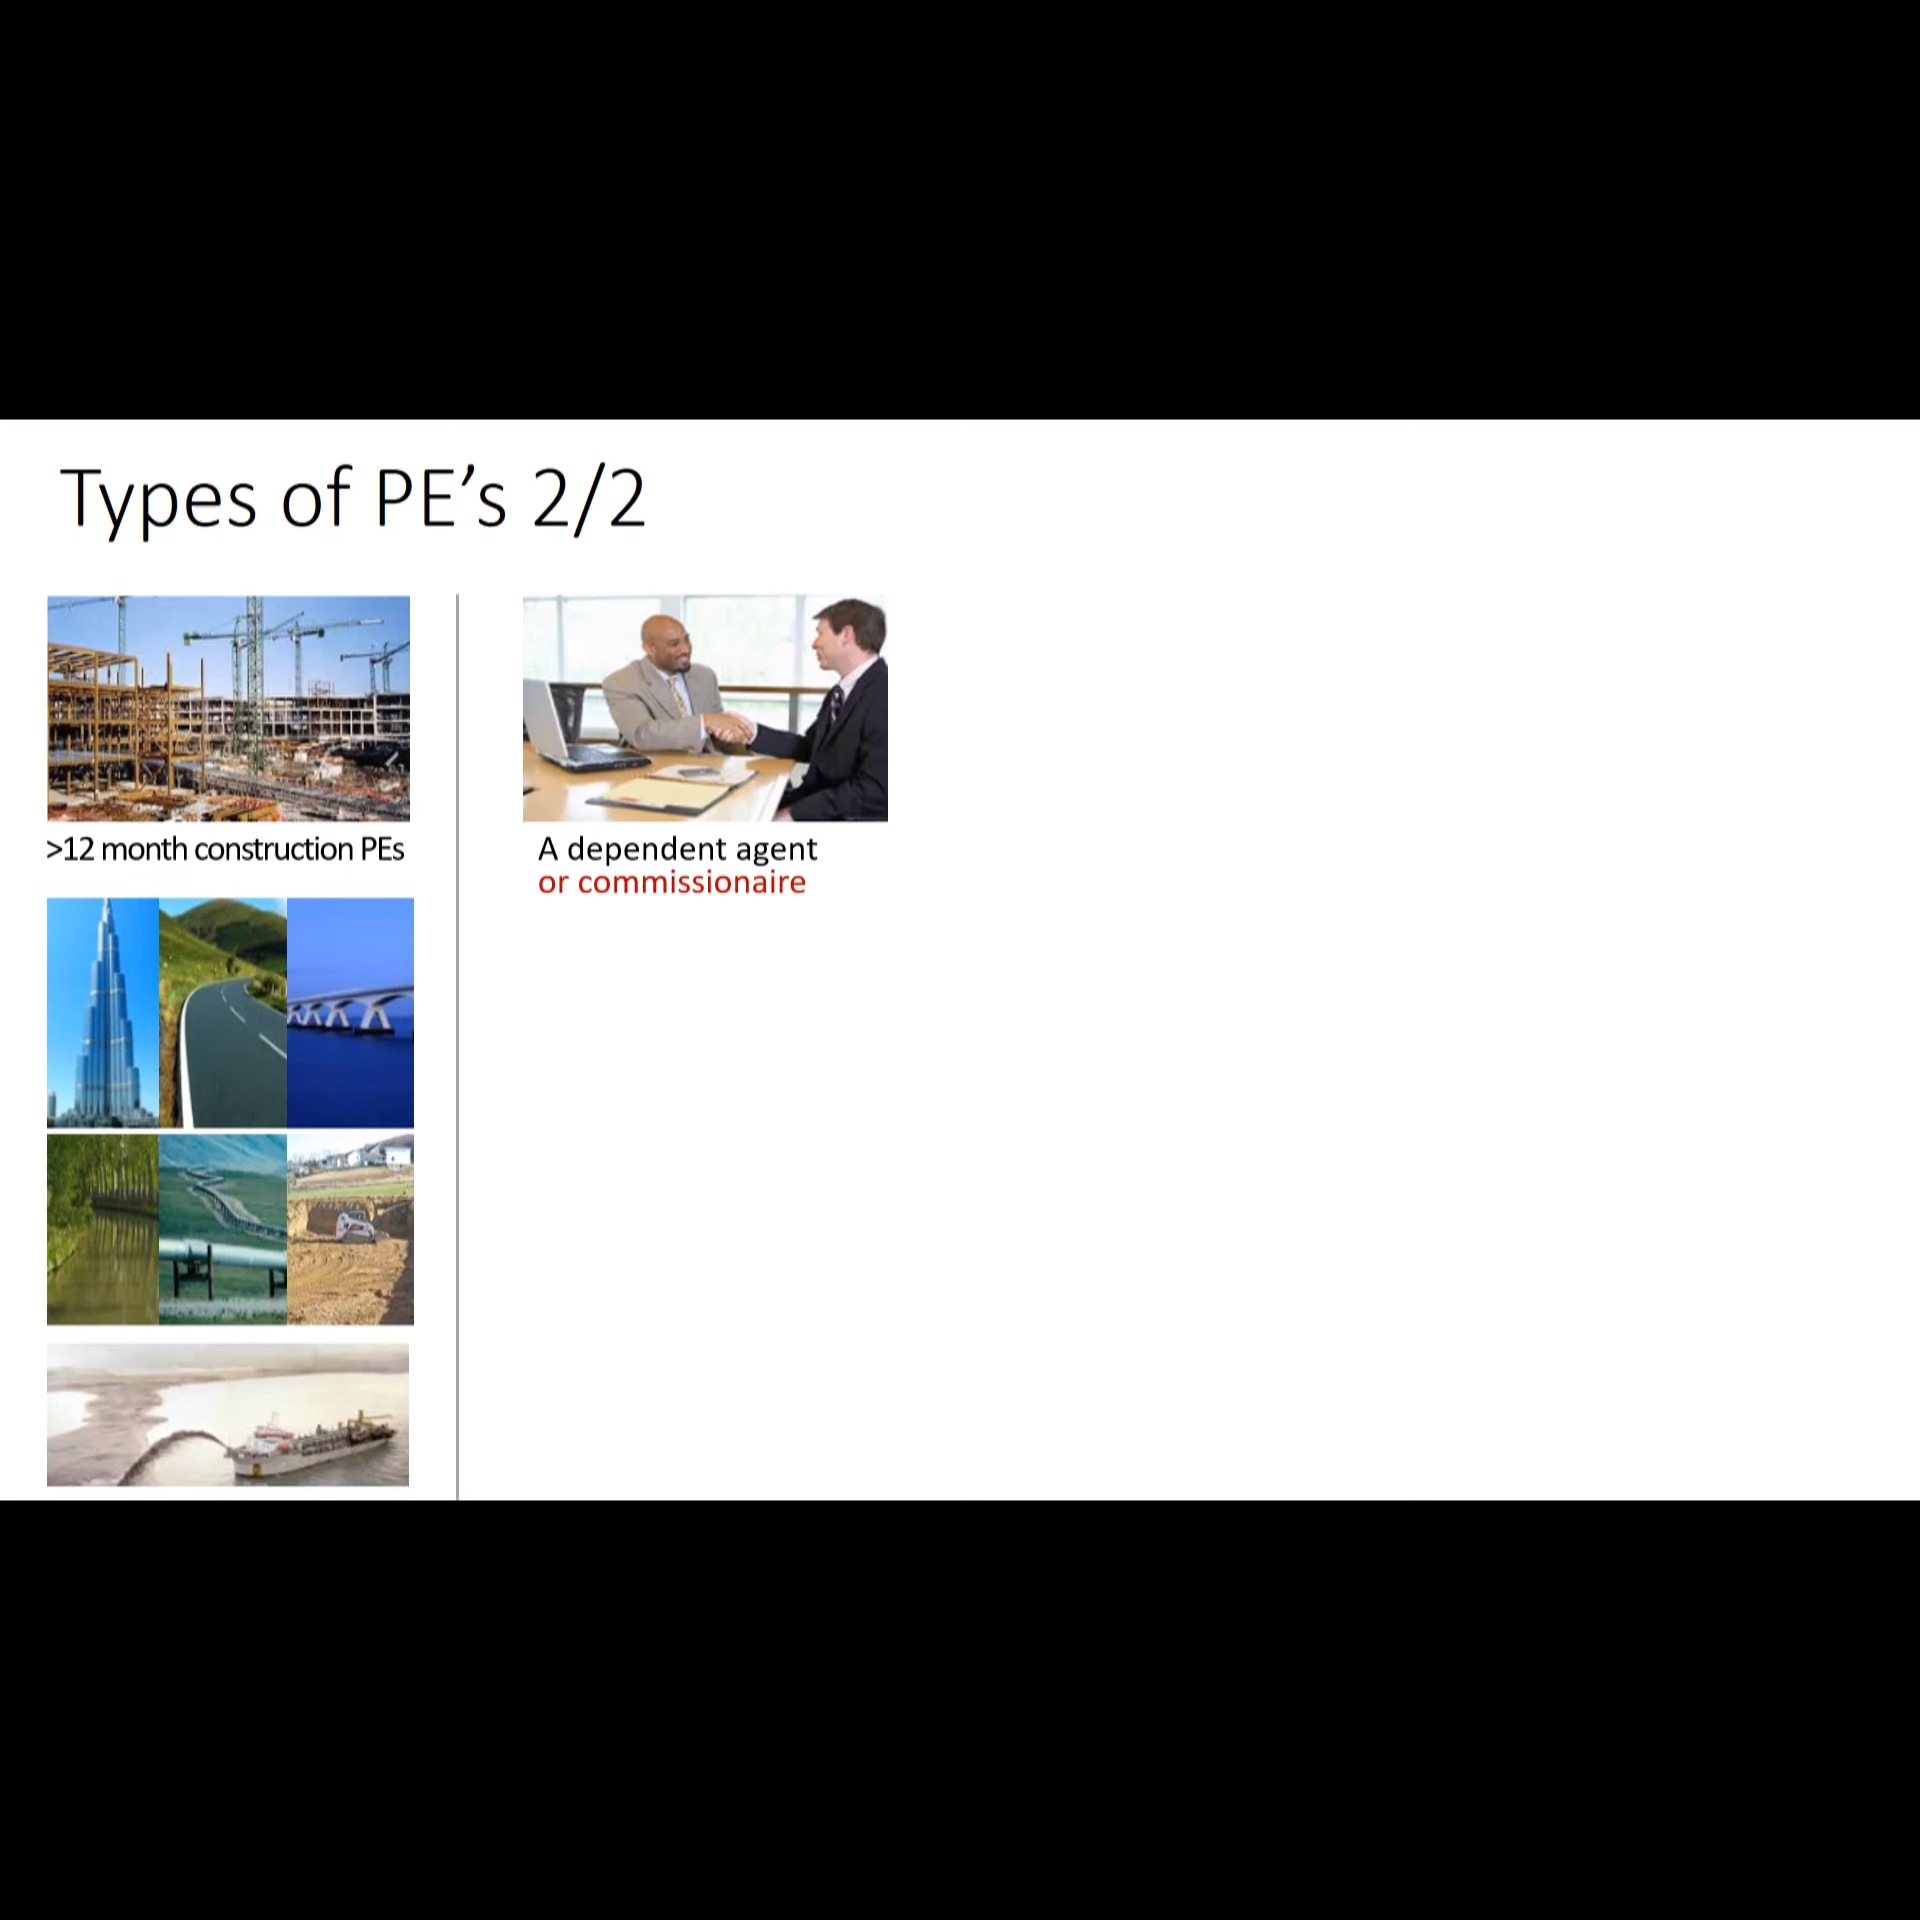 Types of PE’s 2/2
>12 month construction PEs
A dependent agent
or commissionaire